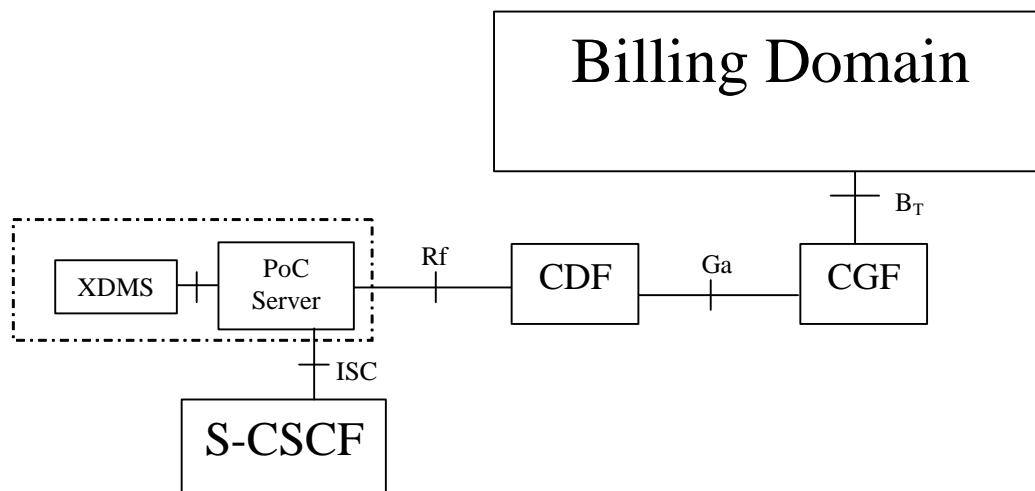 Billing Domain
B_T
Rf
Ga
XDMS
PoC
Server
CDF
CGF
ISC
S-CSCF